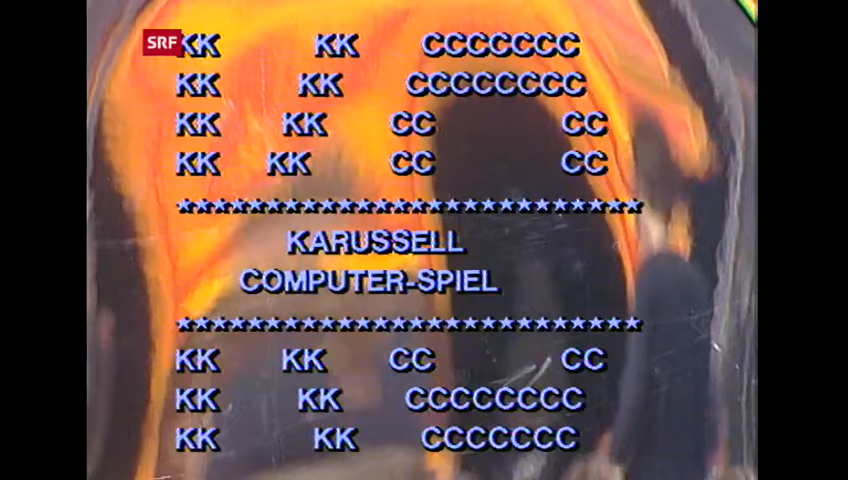 SRF
KK KK CCCCCCC
KK KK CCCCCCCC
KK KK CC CC
KK KK CC CC
**************************
KARUSSELL
COMPUTER-SPIEL
**************************
KK KK CC CC
KK KK CCCCCCCC
KK KK CCCCCCC